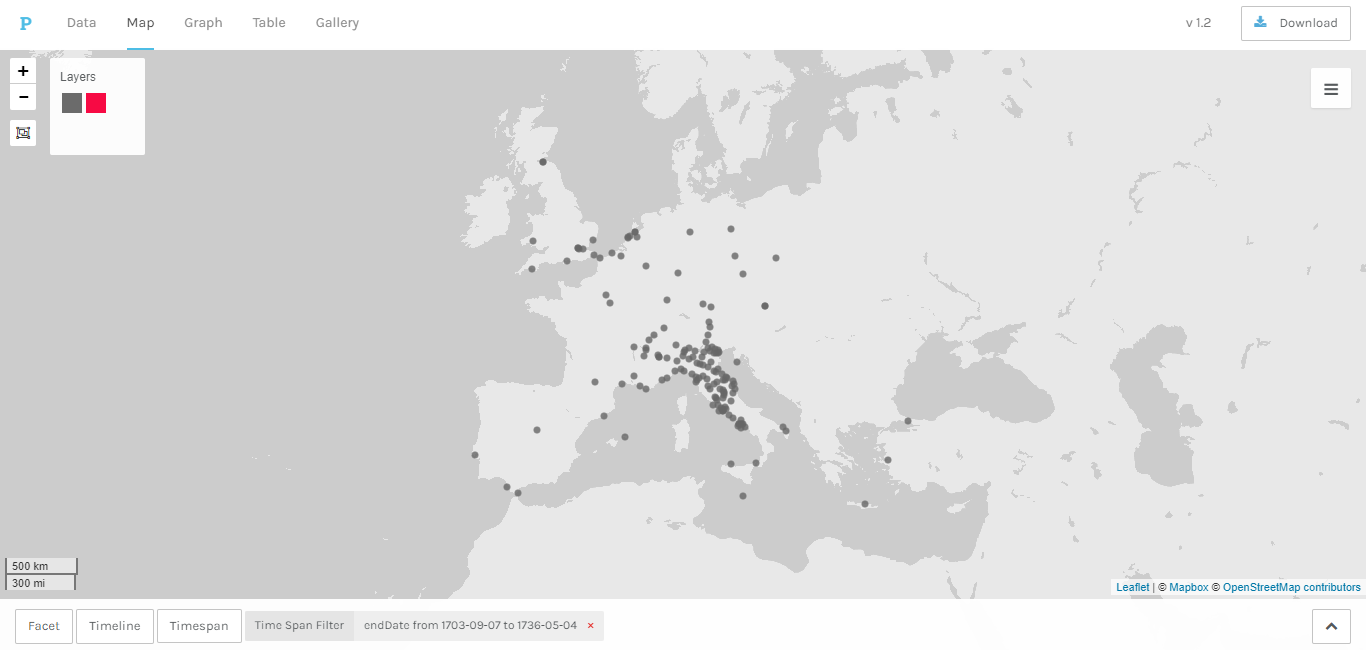 P Data Map Graph Table Gallery v 1.2 Download
+
Layers
−
500 km
300 mi
Leaflet | © Mapbox © OpenStreetMap contributors
Facet Timeline Timespan Time Span Filter endDate from 1703-09-07 to 1736-05-04 ×